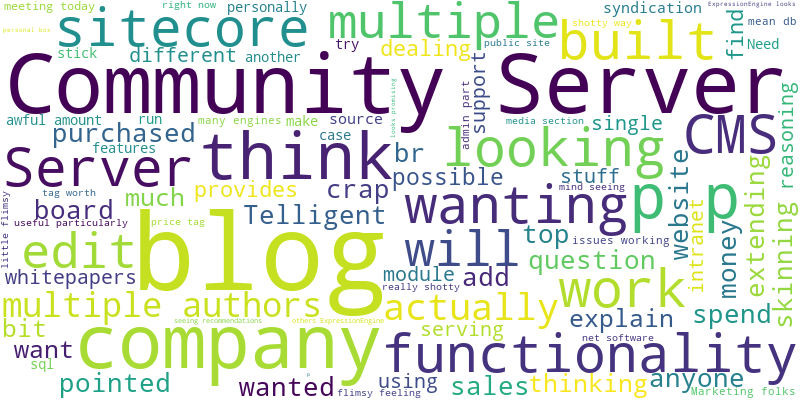 meeting today
right now
personally
syndication
ExpressionEngine looks
personal box
sitecore
multiple
shotty way
mean db
built
find
Need
stick
different
another
try
dealing
public site
Community Server
support
admin part
looks promising
awful amount
run
many engines
make
source
media section
single
CMS
purchased
features
case
looking
reasoning
Server
think
br
possible
stuff
website
extending
skinning
tag worth
much
provides
crap
mind seeing
wanting
p p
little flimsy
board
useful particularly
price tag
Telligent
top
issues working
intranet
money
edit
blog
will
question
whitepapers
module
add
really shotty
work
multiple authors
actually
explain
spend
seeing recommendations
others ExpressionEngine
bit
company
serving
want
functionality
net software
sql
pointed
wanted
p
using
sales
thinking
anyone
flimsy feeling
Marketing folks